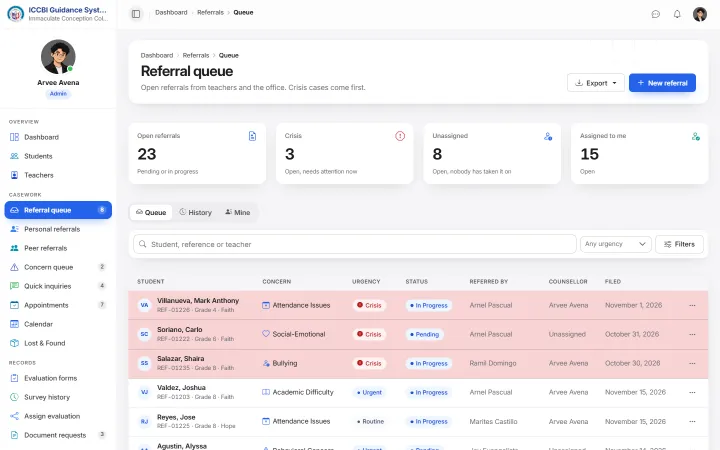 ICCBI Guidance Syst...
Immaculate Conception Col...
Arvee Avena
Admin
OVERVIEW
Dashboard
Students
Teachers
CASEWORK
Referral queue 8
Personal referrals
Peer referrals
Concern queue 2
Quick inquiries 4
Appointments 7
Calendar
Lost & Found
RECORDS
Evaluation forms
Survey history
Assign evaluation
Document requests 3
Dashboard › Referrals › Queue
Dashboard › Referrals › Queue
Referral queue
Open referrals from teachers and the office. Crisis cases come first.
Export
+ New referral
Open referrals
23
Pending or in progress
Crisis
3
Open, needs attention now
Unassigned
8
Open, nobody has taken it on
Assigned to me
15
Open
Queue History Mine
Student, reference or teacher
Any urgency
Filters
STUDENT CONCERN URGENCY STATUS REFERRED BY COUNSELLOR FILED
VA Villanueva, Mark Anthony Attendance Issues Crisis In Progress Arnel Pascual Arvee Avena November 1, 2026 ...
REF-01226 · Grade 4 · Faith
SC Soriano, Carlo Social-Emotional Crisis Pending Arnel Pascual Unassigned October 31, 2026 ...
REF-01222 · Grade 8 · Faith
SS Salazar, Shaira Bullying Crisis In Progress Ramil Domingo Arvee Avena October 30, 2026 ...
REF-01235 · Grade 8 · Faith
VJ Valdez, Joshua Academic Difficulty Urgent In Progress Arnel Pascual Arvee Avena November 15, 2026 ...
REF-01203 · Grade 8 · Faith
RJ Reyes, Jose Attendance Issues Routine In Progress Marites Castillo Arvee Avena November 15, 2026 ...
REF-01225 · Grade 8 · Hope
Agustin, Alyssa